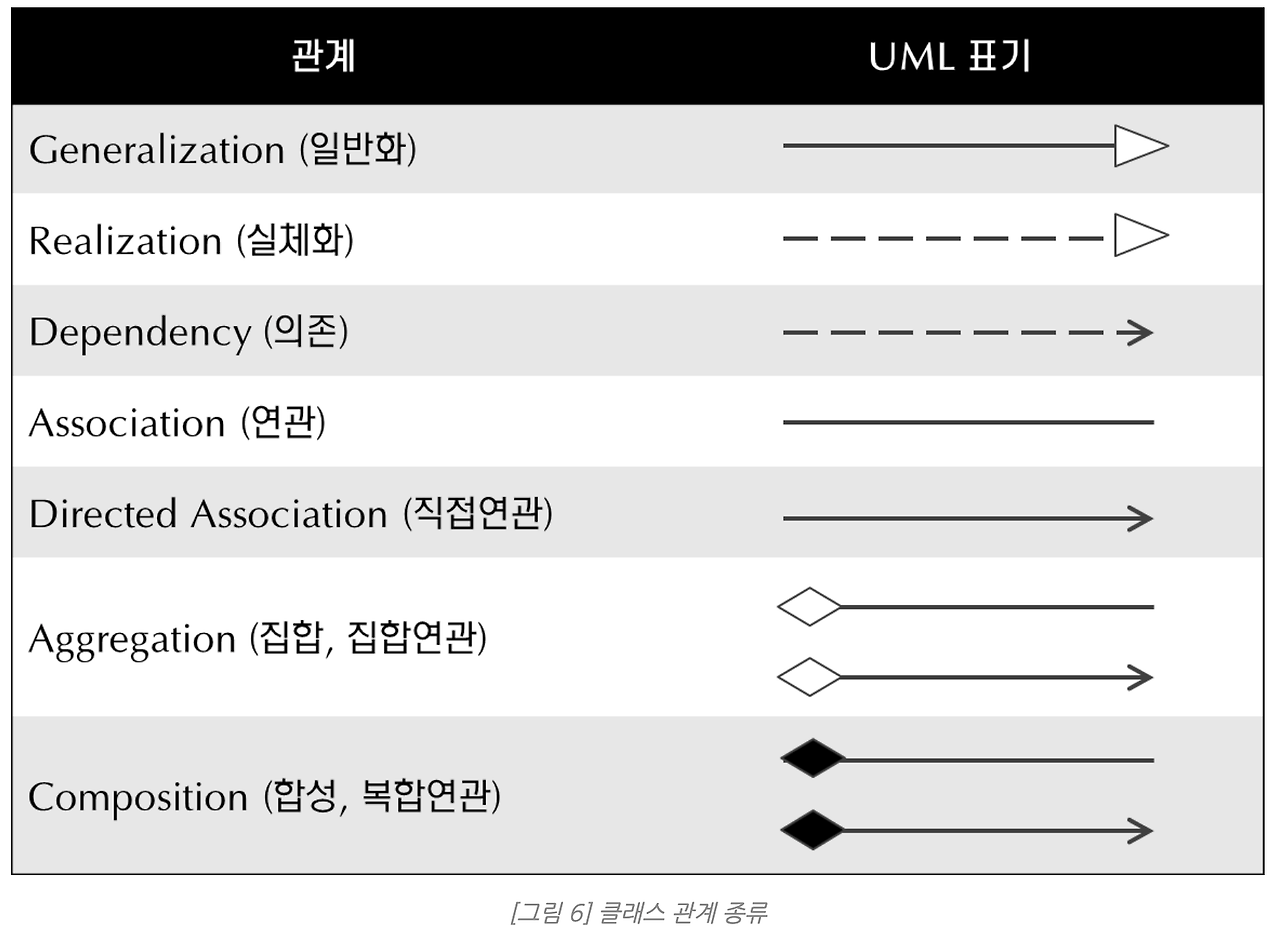 관계 UML 표기
Generalization (일반화)
Realization (실체화)
Dependency (의존)
Association (연관)
Directed Association (직접연관)
Aggregation (집합, 집합연관)
Composition (합성, 복합연관)
[그림 6] 클래스 관계 종류